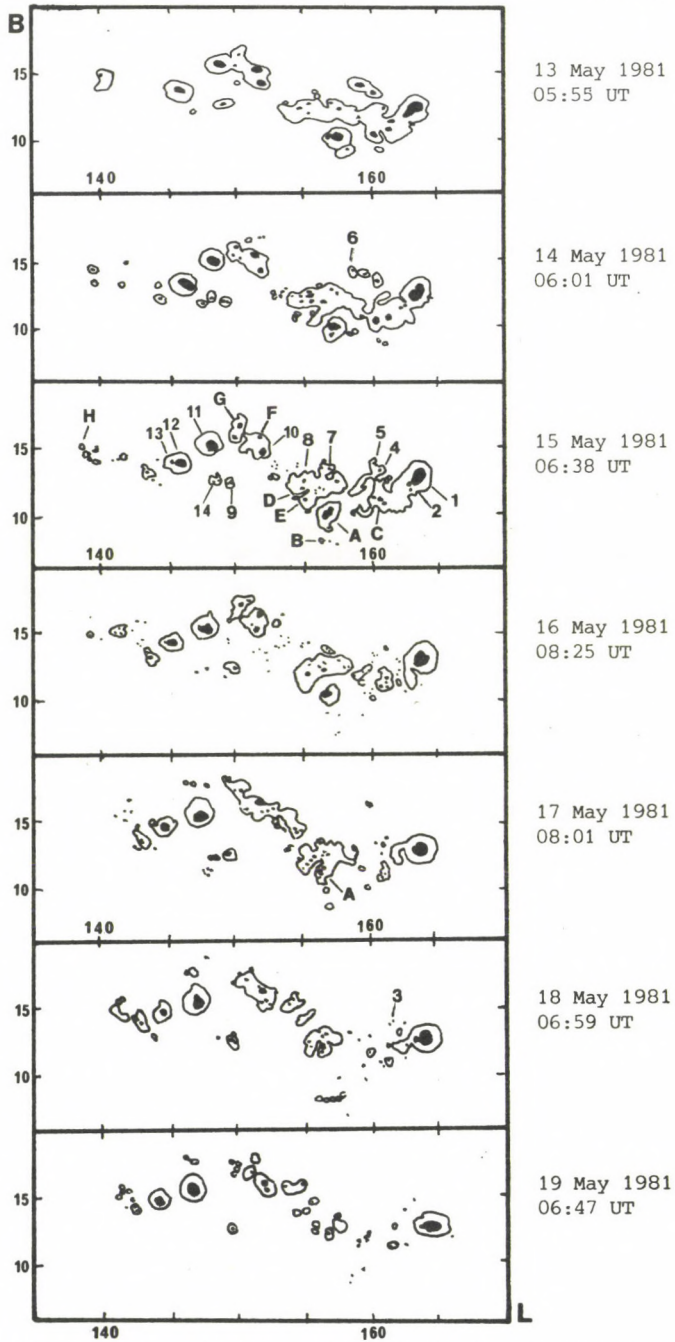 B
15
10
140
160
13 May 1981
05:55 UT
15
10
6
14 May 1981
06:01 UT
15
10
H
13
12
11
G
F
10
8
7
5
4
14
9
D
E
B
A
C
2
1
140
160
15 May 1981
06:38 UT
15
10
16 May 1981
08:25 UT
15
10
A
140
160
17 May 1981
08:01 UT
15
10
3
18 May 1981
06:59 UT
15
10
19 May 1981
06:47 UT
L
140
160